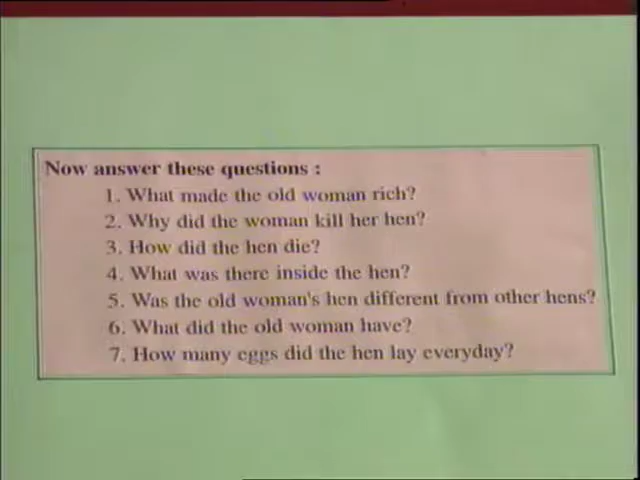 Now answer these questions :
1. What made the old woman rich?
2. Why did the woman kill her hen?
3. How did the hen die?
4. What was there inside the hen?
5. Was the old woman's hen different from other hens?
6. What did the old woman have?
7. How many eggs did the hen lay everyday?